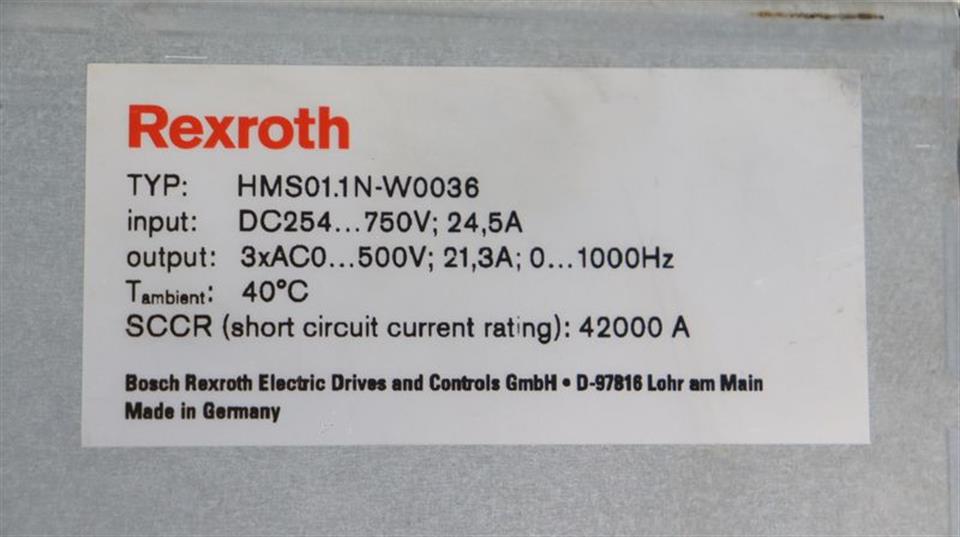 Rexroth
TYP: HMS01.1N-W0036
input: DC254...750V; 24,5A
output: 3xAC0...500V; 21,3A; 0...1000Hz
Tambient: 40°C
SCCR (short circuit current rating): 42000 A
Bosch Rexroth Electric Drives and Controls GmbH • D-97816 Lohr am Main
Made in Germany